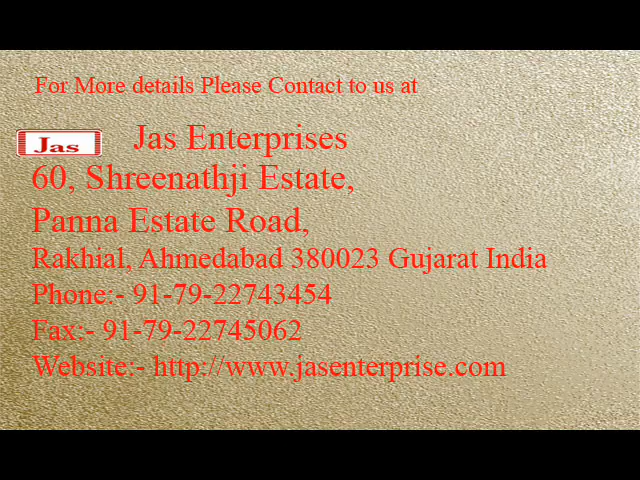 For More details Please Contact to us at
Jas Jas Enterprises
60, Shreenathji Estate,
Panna Estate Road,
Rakhial, Ahmedabad 380023 Gujarat India
Phone:- 91-79-22743454
Fax:- 91-79-22745062
Website:- http://www.jasenterprise.com